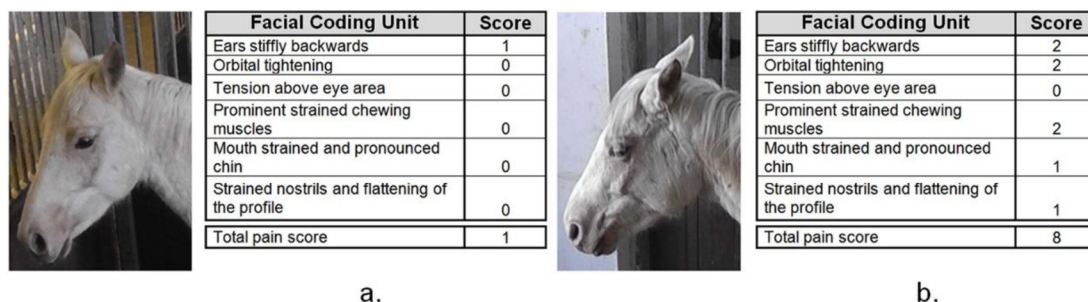 Facial Coding Unit Score
Ears stiffly backwards 1
Orbital tightening 0
Tension above eye area 0
Prominent strained chewing
muscles 0
Mouth strained and pronounced
chin 0
Strained nostrils and flattening of
the profile 0
Total pain score 1
a.
Facial Coding Unit Score
Ears stiffly backwards 2
Orbital tightening 2
Tension above eye area 0
Prominent strained chewing
muscles 2
Mouth strained and pronounced
chin 1
Strained nostrils and flattening of
the profile 1
Total pain score 8
b.